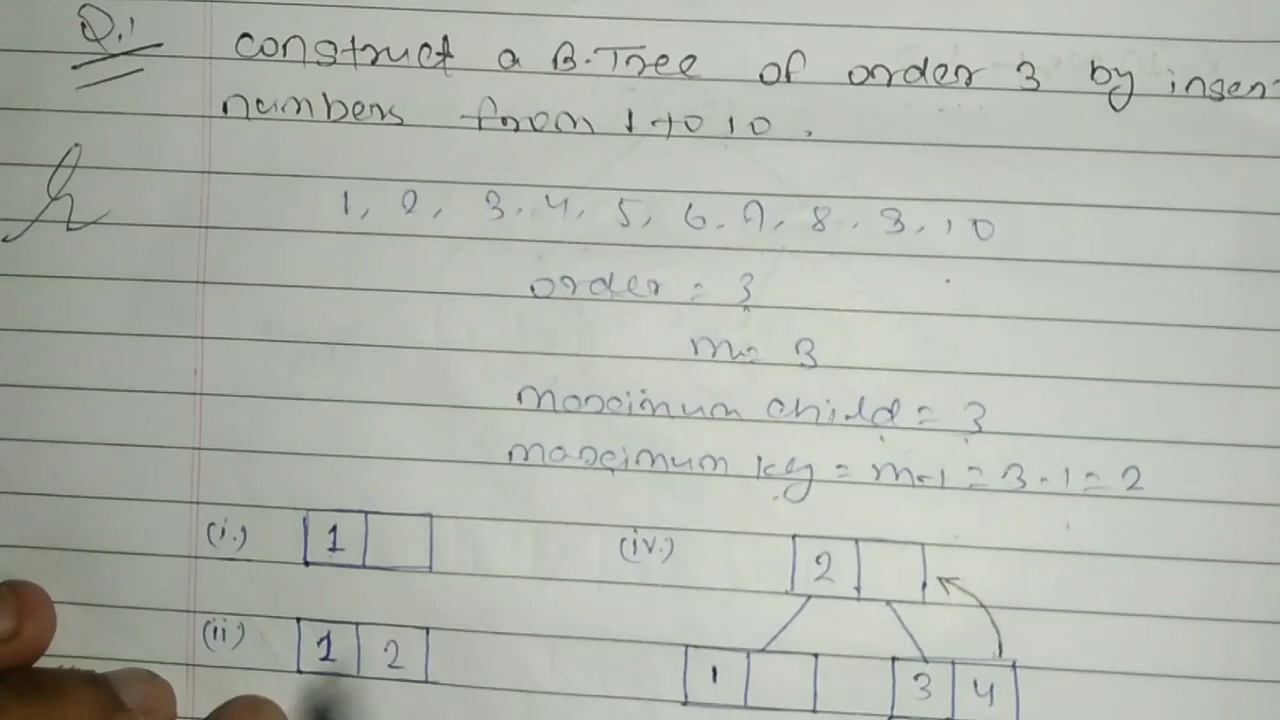 Q.1 construct a B.Tree of order 3 by inser-
numbers from 1 to 10.
1, 2, 3, 4, 5, 6, 7, 8, 9, 10
order = 3
m = 3
maximum child = 3
maximum key = m-1 = 3-1 = 2
(i.) 1
(iv.) 2
(ii) 1 2
1 3 4